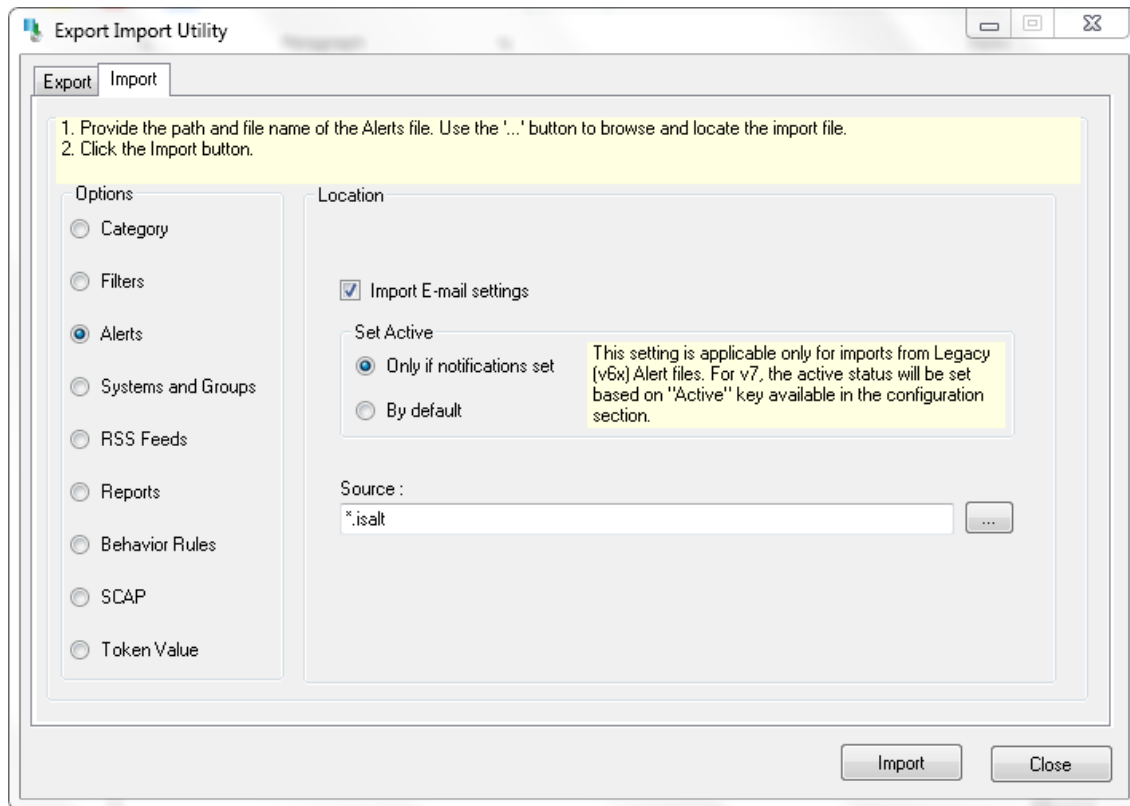 Export Import Utility
Export
Import
1. Provide the path and file name of the Alerts file. Use the '...' button to browse and locate the import file.
2. Click the Import button.
Options
Category
Filters
Alerts
Systems and Groups
RSS Feeds
Reports
Behavior Rules
SCAP
Token Value
Location
Import E-mail settings
Set Active
Only if notifications set
By default
This setting is applicable only for imports from Legacy
(v6x) Alert files. For v7, the active status will be set
based on "Active" key available in the configuration
section.
Source :
*.isalt
...
Import
Close